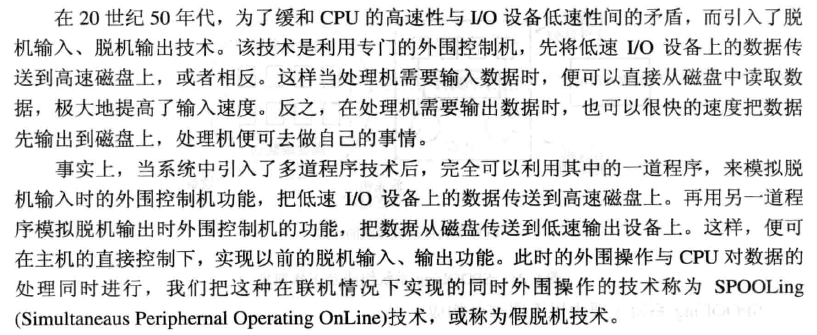 在 20 世纪 50 年代，为了缓和 CPU 的高速性与 I/O 设备低速性间的矛盾，而引入了脱
机输入、脱机输出技术。该技术是利用专门的外围控制机，先将低速 I/O 设备上的数据传
送到高速磁盘上，或者相反。这样当处理机需要输入数据时，便可以直接从磁盘中读取数
据，极大地提高了输入速度。反之，在处理机需要输出数据时，也可以很快的速度把数据
先输出到磁盘上，处理机便可去做自己的事情。
事实上，当系统中引入了多道程序技术后，完全可以利用其中的一道程序，来模拟脱
机输入时的外围控制机功能，把低速 I/O 设备上的数据传送到高速磁盘上。再用另一道程
序模拟脱机输出时外围控制机的功能，把数据从磁盘传送到低速输出设备上。这样，便可
在主机的直接控制下，实现以前的脱机输入、输出功能。此时的外围操作与 CPU 对数据的
处理同时进行，我们把这种在联机情况下实现的同时外围操作的技术称为 SPOOLing
(Simultaneaus Periphernal Operating OnLine)技术，或称为假脱机技术。